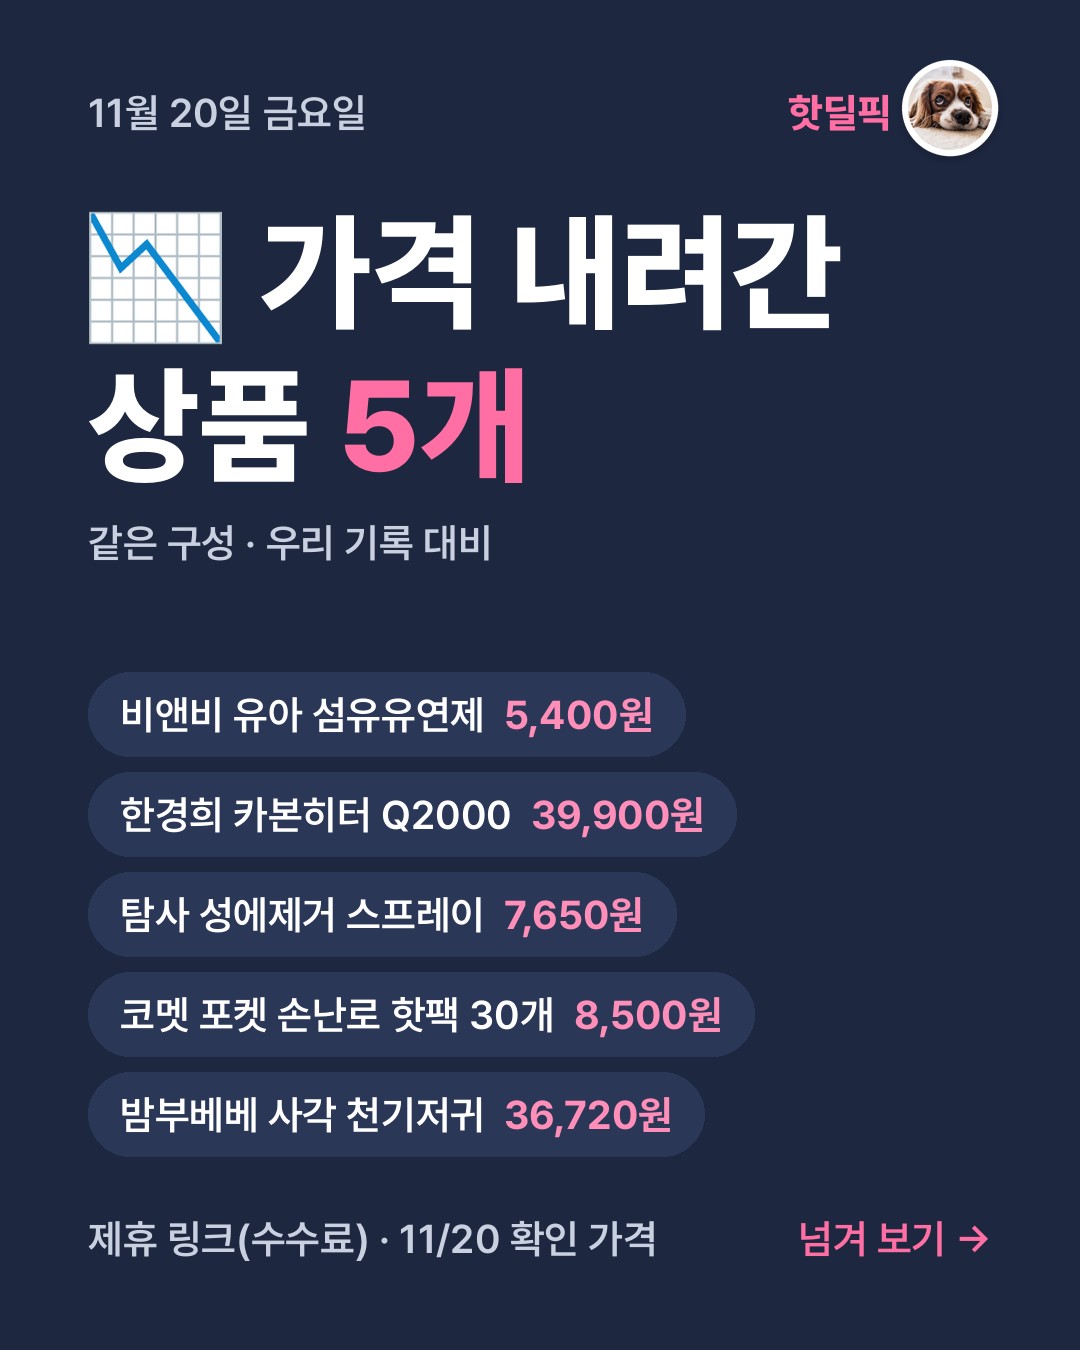 11월 20일 금요일
핫딜픽
📉 가격 내려간
상품 5개
같은 구성 · 우리 기록 대비
비앤비 유아 섬유유연제 5,400원
한경희 카본히터 Q2000 39,900원
탐사 성에제거 스프레이 7,650원
코멧 포켓 손난로 핫팩 30개 8,500원
밤부베베 사각 천기저귀 36,720원
제휴 링크(수수료) · 11/20 확인 가격
넘겨 보기 →